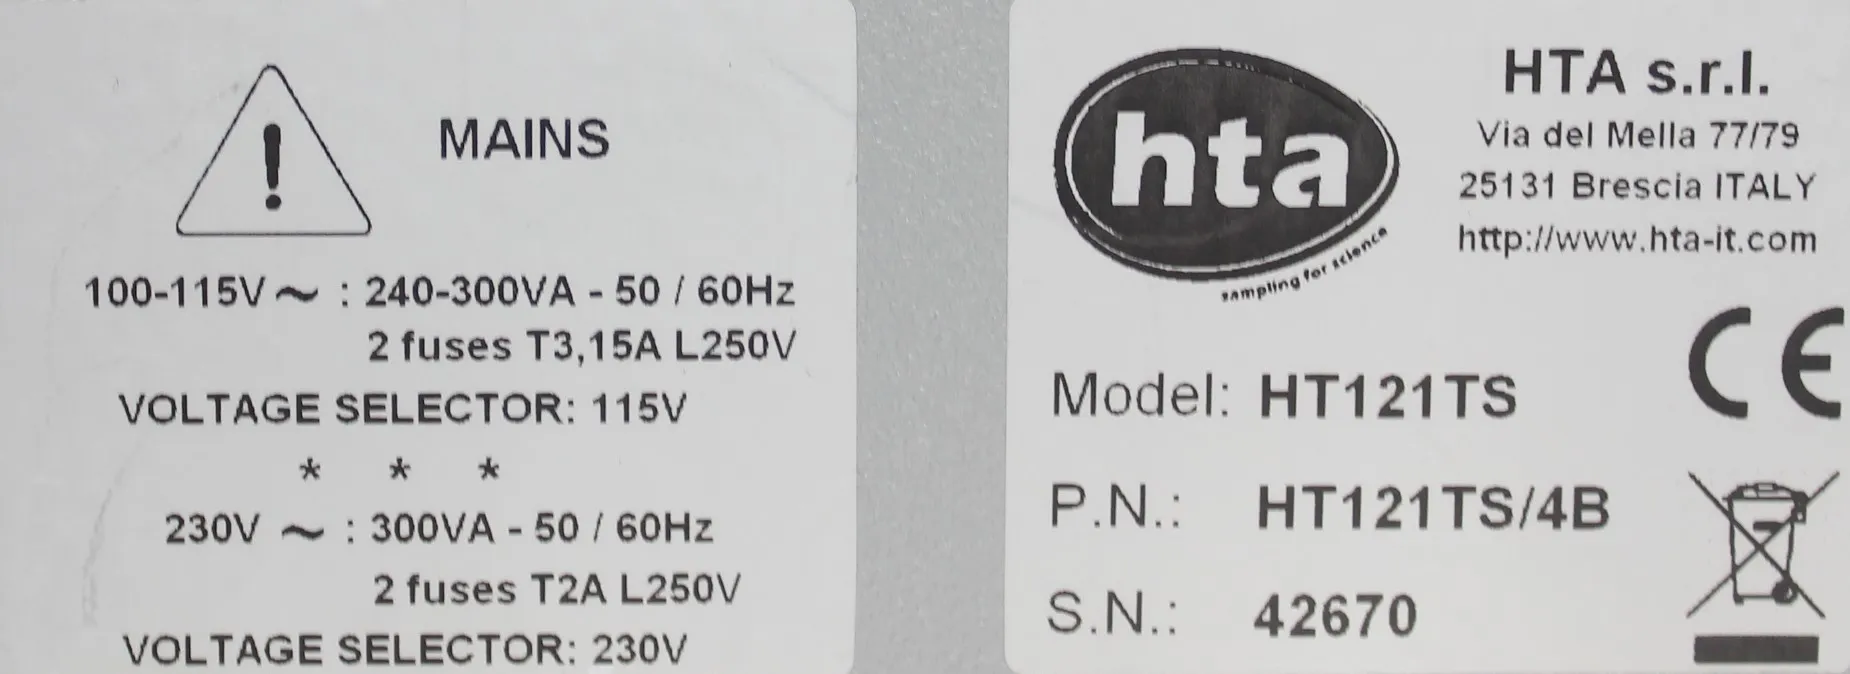 MAINS
100-115V ~ : 240-300VA - 50 / 60Hz
2 fuses T3,15A L250V
VOLTAGE SELECTOR: 115V
* * *
230V ~ : 300VA - 50 / 60Hz
2 fuses T2A L250V
VOLTAGE SELECTOR: 230V
hta
sampling for science
HTA s.r.l.
Via del Mella 77/79
25131 Brescia ITALY
http://www.hta-it.com
CE
Model: HT121TS
P.N.: HT121TS/4B
S.N.: 42670